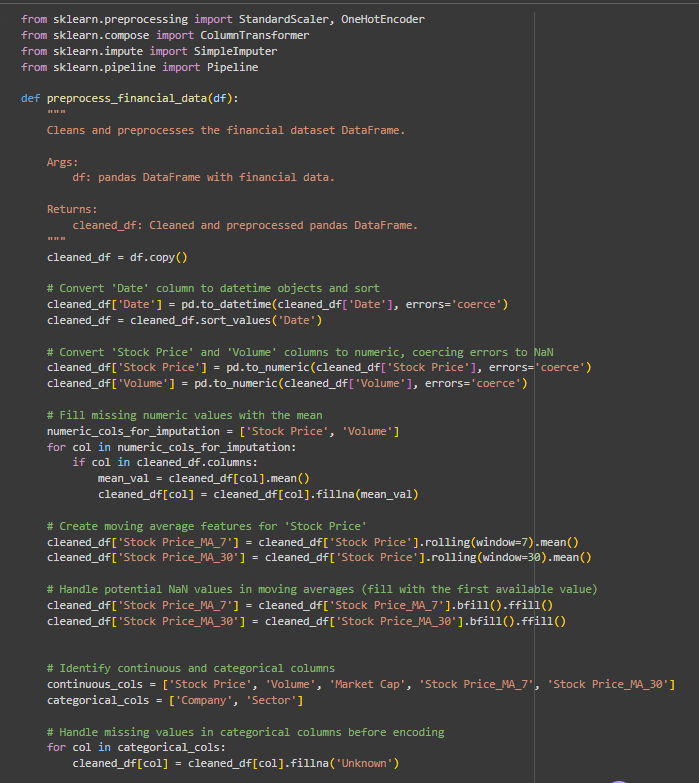 from sklearn.preprocessing import StandardScaler, OneHotEncoder
from sklearn.compose import ColumnTransformer
from sklearn.impute import SimpleImputer
from sklearn.pipeline import Pipeline

def preprocess_financial_data(df):
    """
    Cleans and preprocesses the financial dataset DataFrame.

    Args:
        df: pandas DataFrame with financial data.

    Returns:
        cleaned_df: Cleaned and preprocessed pandas DataFrame.
    """
    cleaned_df = df.copy()

    # Convert 'Date' column to datetime objects and sort
    cleaned_df['Date'] = pd.to_datetime(cleaned_df['Date'], errors='coerce')
    cleaned_df = cleaned_df.sort_values('Date')

    # Convert 'Stock Price' and 'Volume' columns to numeric, coercing errors to NaN
    cleaned_df['Stock Price'] = pd.to_numeric(cleaned_df['Stock Price'], errors='coerce')
    cleaned_df['Volume'] = pd.to_numeric(cleaned_df['Volume'], errors='coerce')

    # Fill missing numeric values with the mean
    numeric_cols_for_imputation = ['Stock Price', 'Volume']
    for col in numeric_cols_for_imputation:
        if col in cleaned_df.columns:
            mean_val = cleaned_df[col].mean()
            cleaned_df[col] = cleaned_df[col].fillna(mean_val)

    # Create moving average features for 'Stock Price'
    cleaned_df['Stock Price_MA_7'] = cleaned_df['Stock Price'].rolling(window=7).mean()
    cleaned_df['Stock Price_MA_30'] = cleaned_df['Stock Price'].rolling(window=30).mean()

    # Handle potential NaN values in moving averages (fill with the first available value)
    cleaned_df['Stock Price_MA_7'] = cleaned_df['Stock Price_MA_7'].bfill().ffill()
    cleaned_df['Stock Price_MA_30'] = cleaned_df['Stock Price_MA_30'].bfill().ffill()


    # Identify continuous and categorical columns
    continuous_cols = ['Stock Price', 'Volume', 'Market Cap', 'Stock Price_MA_7', 'Stock Price_MA_30']
    categorical_cols = ['Company', 'Sector']

    # Handle missing values in categorical columns before encoding
    for col in categorical_cols:
        cleaned_df[col] = cleaned_df[col].fillna('Unknown')